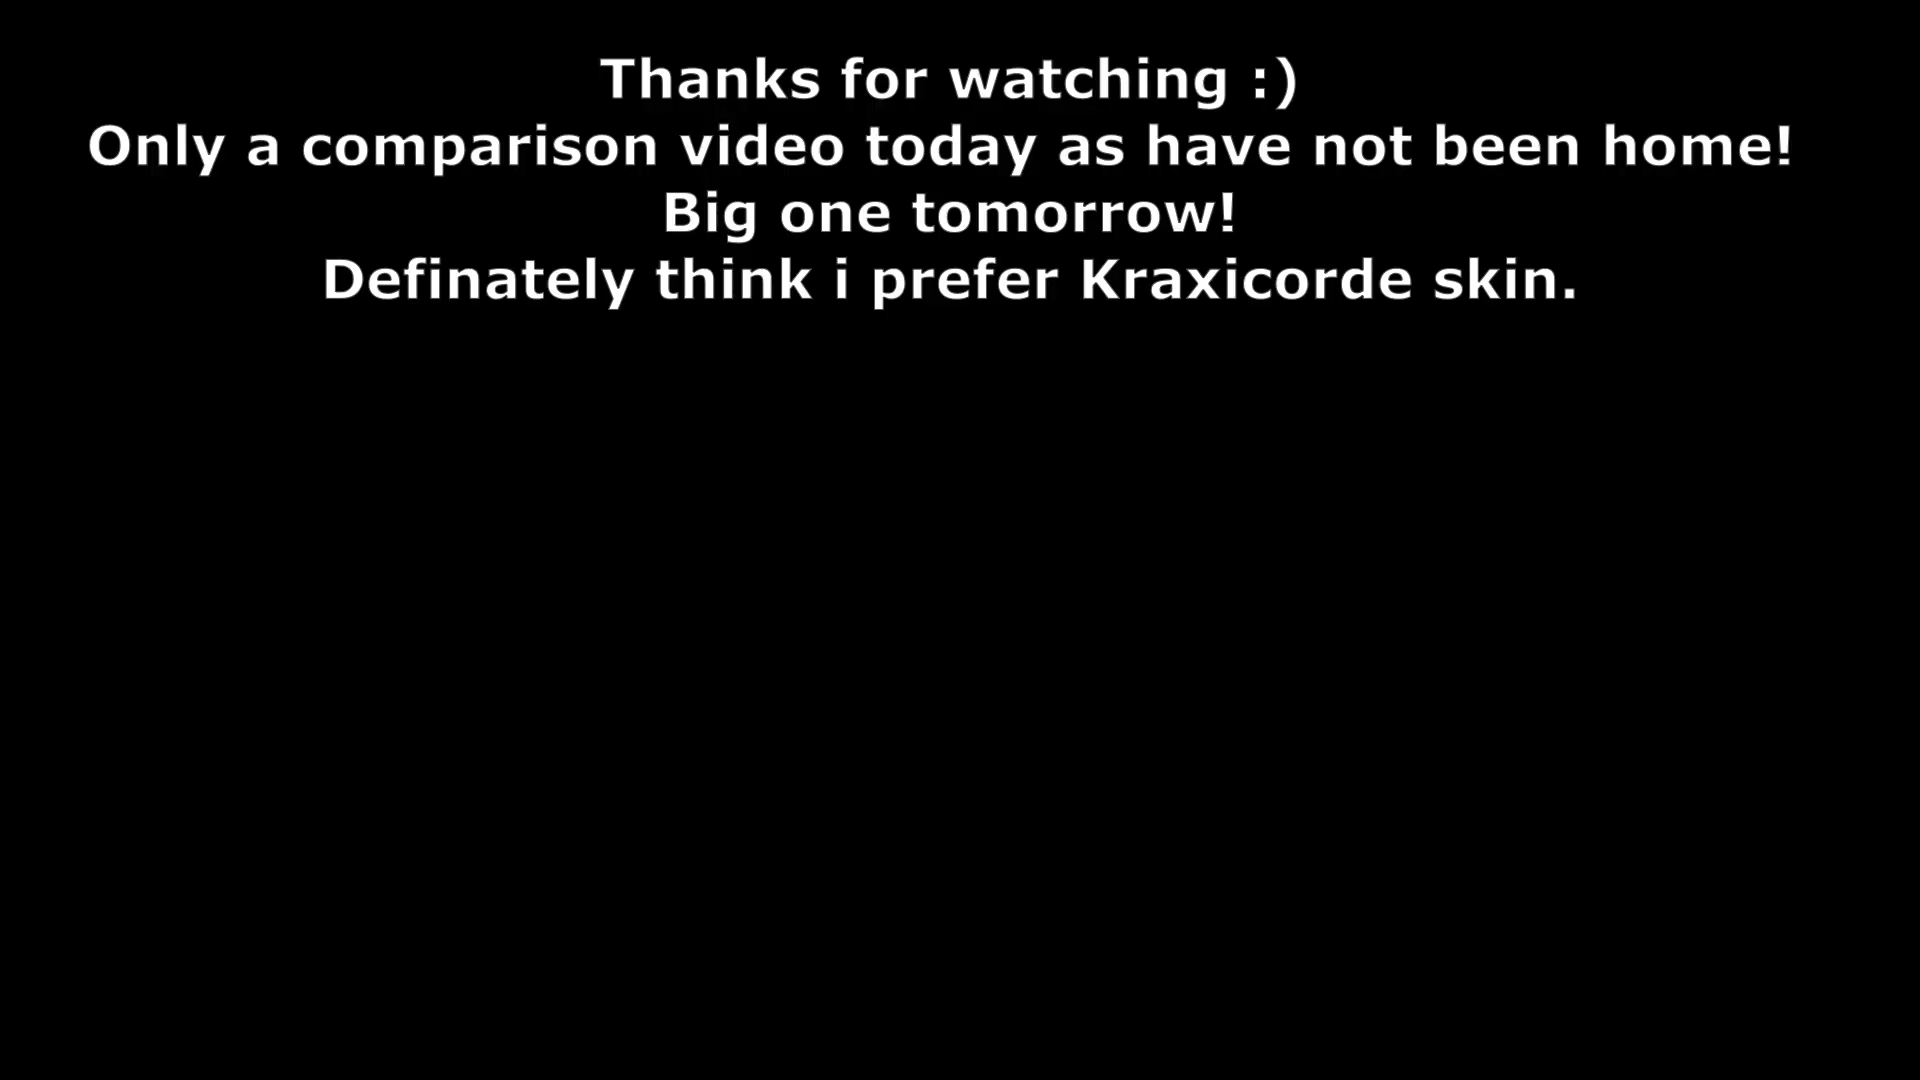 Thanks for watching :)
Only a comparison video today as have not been home!
Big one tomorrow!
Definately think i prefer Kraxicorde skin.